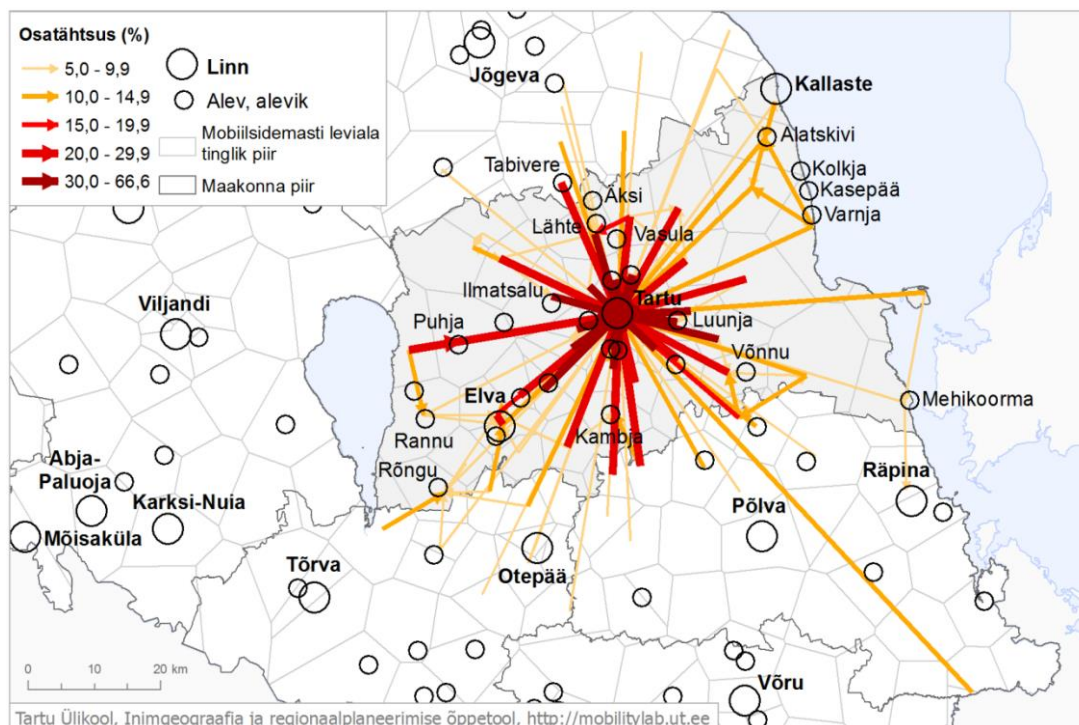 Osatähtsus (%)
5,0 - 9,9
10,0 - 14,9
15,0 - 19,9
20,0 - 29,9
30,0 - 66,6
Linn
Alev, alevik
Mobiilsidemasti leviala
tinglik piir
Maakonna piir
Jõgeva
Kallaste
Alatskivi
Tabivere
Kolkja
Äksi
Kasepää
Varnja
Lähte
Vasula
Ilmatsalu
Tartu
Viljandi
Puhja
Luunja
Võnnu
Elva
Mehikoorma
Rannu
Kambja
Abja-
Paluoja
Rõngu
Räpina
Karksi-Nuia
Põlva
Mõisaküla
Tõrva
Otepää
Võru
0 10 20 km
Tartu Ülikool, Inimgeograafia ja regionaalplaneerimise õppetool, http://mobilitylab.ut.ee